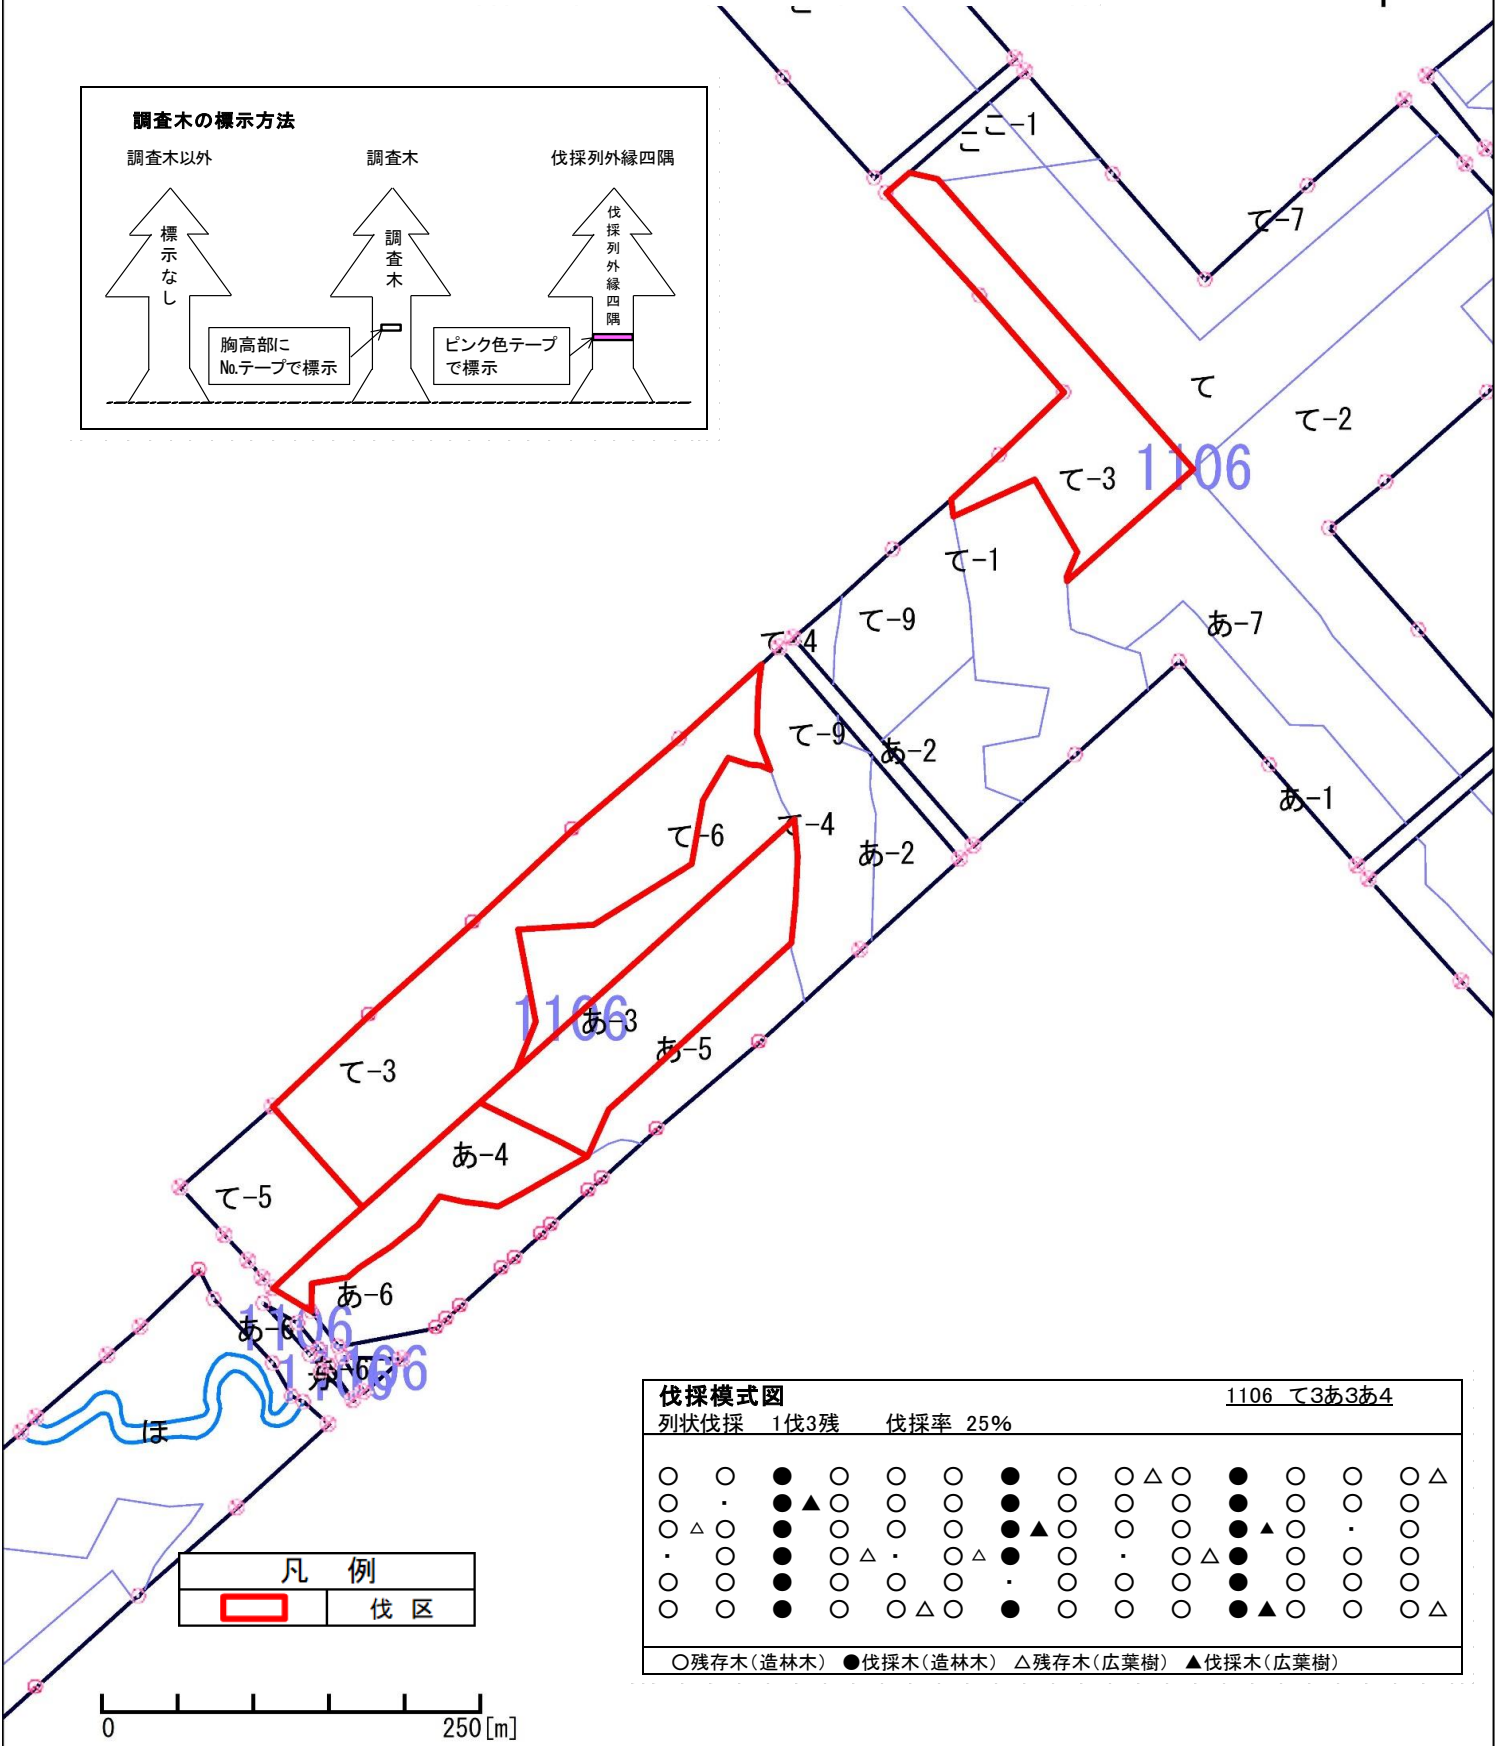 調査木の標示方法
調査木以外
調査木
伐採列外縁四隅
標示なし
調査木
伐採列外縁四隅
胸高部に
No.テープで標示
ピンク色テープ
で標示
こ
こ-1
て-7
て
て-2
1106
て-3
て-1
て-9
あ-7
て-4
て-9
あ-2
あ-1
て-6
て-4
あ-2
1106
あ-3
あ-5
て-3
あ-4
て-5
あ-6
1106
あ-6
1106
ほ
伐採模式図
1106 て3あ3あ4
列状伐採 1伐3残 伐採率 25%
○残存木(造林木) ●伐採木(造林木) △残存木(広葉樹) ▲伐採木(広葉樹)
凡 例
伐 区
0
250[m]